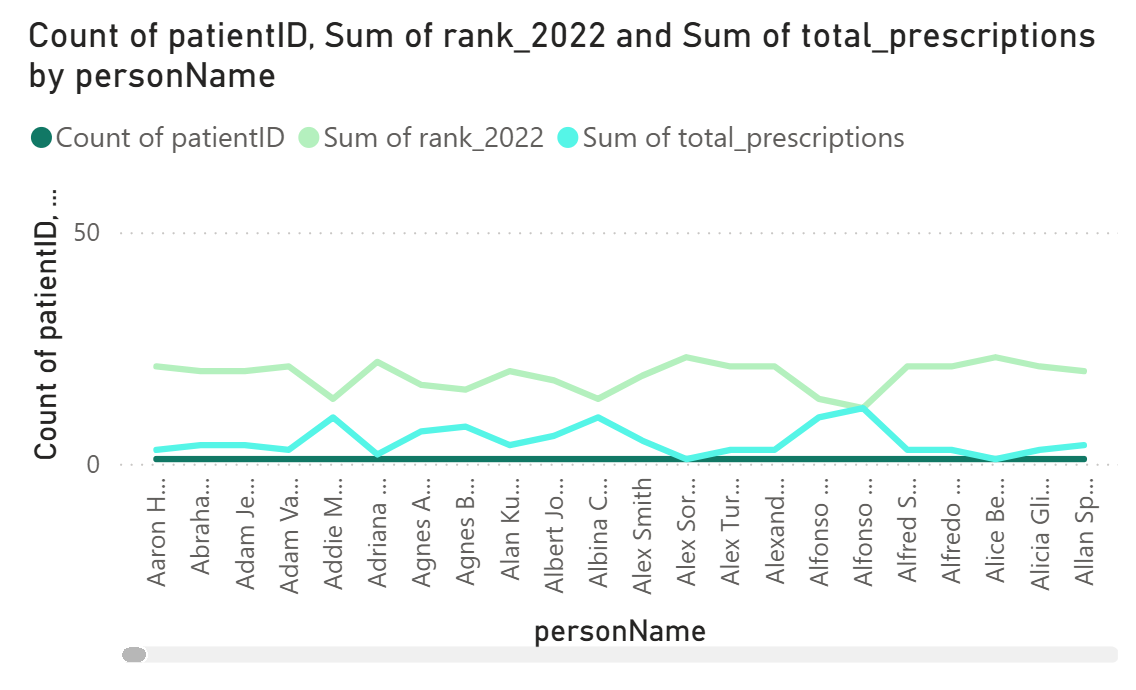 Count of patientID, Sum of rank_2022 and Sum of total_prescriptions
by personName
Count of patientID
Sum of rank_2022
Sum of total_prescriptions
Count of patientID, ...
50
0
Aaron H...
Abraha...
Adam Je...
Adam Va...
Addie M...
Adriana ...
Agnes A...
Agnes B...
Alan Ku...
Albert Jo...
Albina C...
Alex Smith
Alex Sor...
Alex Tur...
Alexand...
Alfonso ...
Alfonso ...
Alfred S...
Alfredo ...
Alice Be...
Alicia Gli...
Allan Sp...
personName